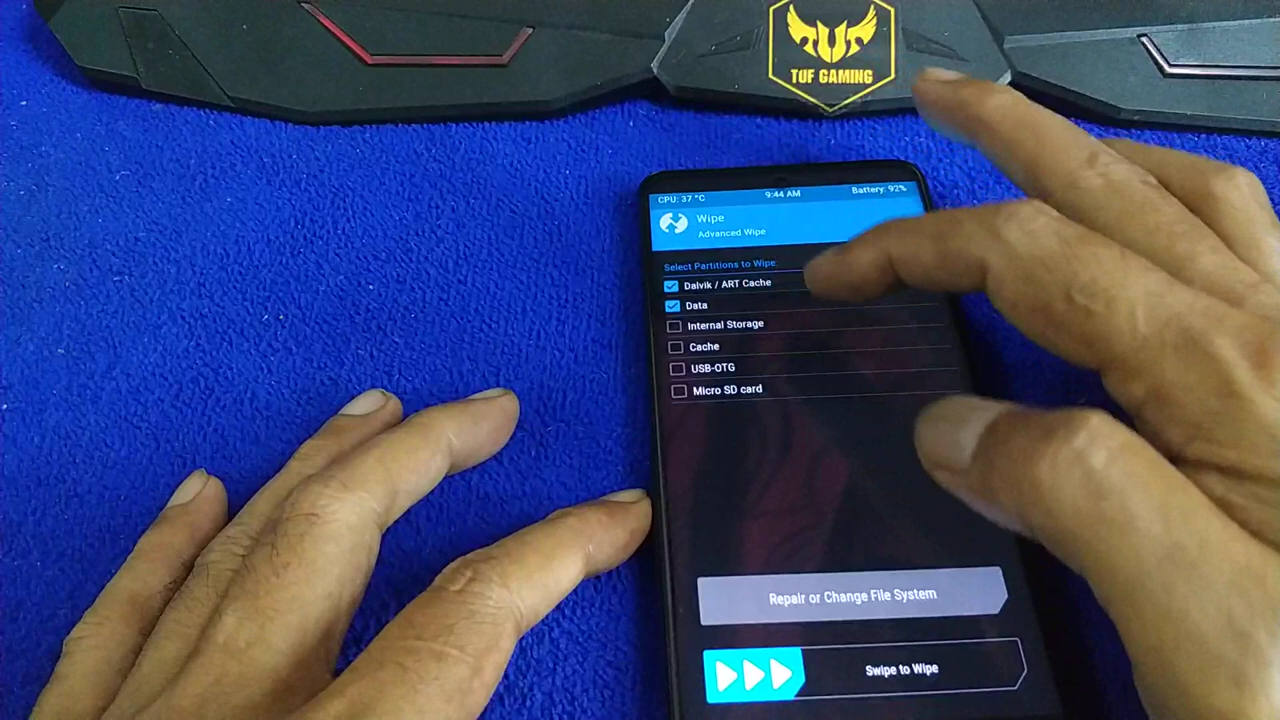 TUF GAMING
CPU: 37 °C 9:44 AM Battery: 92%
Wipe
Advanced Wipe
Select Partitions to Wipe:
Dalvik / ART Cache
Data
Internal Storage
Cache
USB-OTG
Micro SD card
Repair or Change File System
Swipe to Wipe